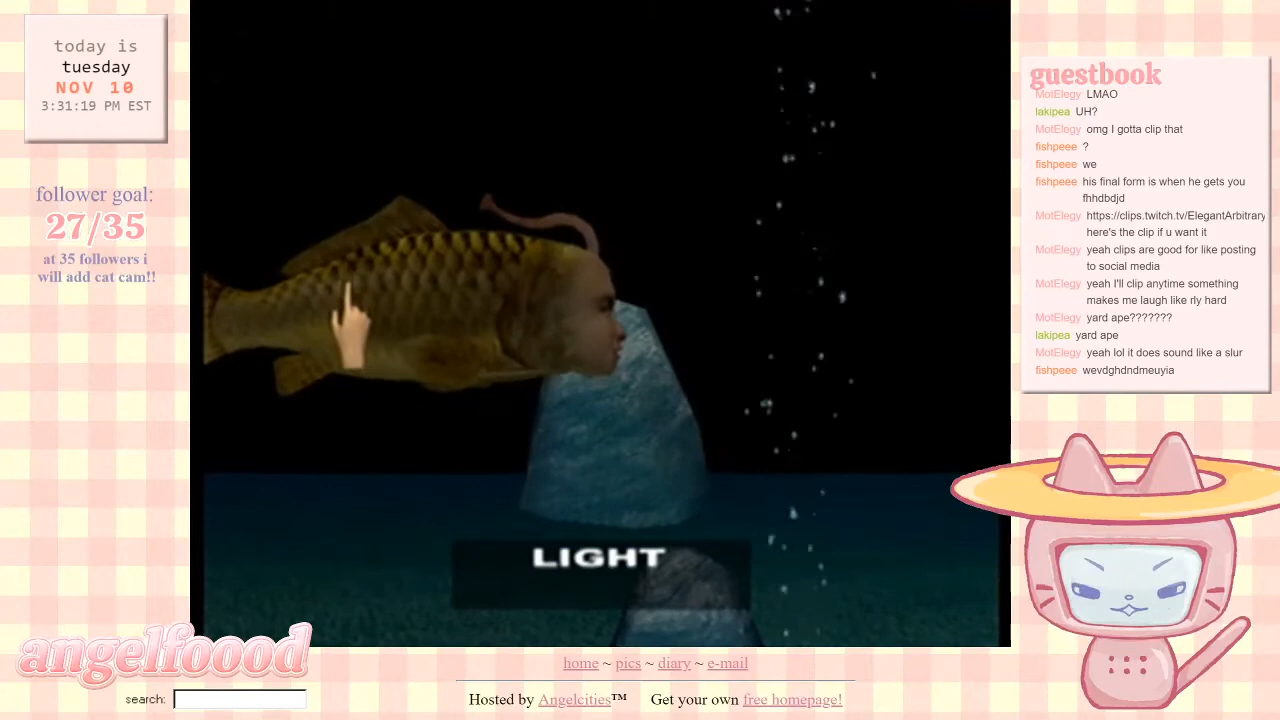 today is
tuesday
NOV 10
3:31:19 PM EST
follower goal:
27/35
at 35 followers i
will add cat cam!!
LIGHT
guestbook
MotElegy LMAO
lakipea UH?
MotElegy omg I gotta clip that
fishpeee ?
fishpeee we
fishpeee his final form is when he gets you
fhhdbdjd
MotElegy https://clips.twitch.tv/ElegantArbitrary
here's the clip if u want it
MotElegy yeah clips are good for like posting
to social media
MotElegy yeah I'll clip anytime something
makes me laugh like rly hard
MotElegy yard ape???????
lakipea yard ape
MotElegy yeah lol it does sound like a slur
fishpeee wevdghdndmeuyia
angelfoood
search:
home ~ pics ~ diary ~ e-mail
Hosted by Angelcities™ Get your own free homepage!